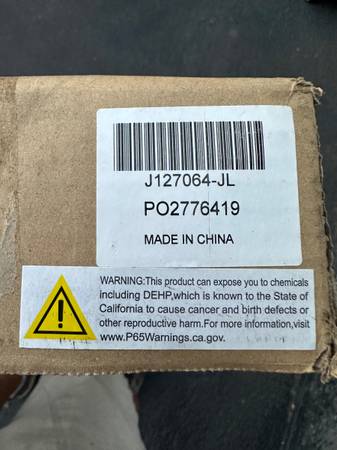 J127064-JL
PO2776419
MADE IN CHINA
WARNING:This product can expose you to chemicals
including DEHP,which is known to the State of
California to cause cancer and birth defects or
other reproductive harm.For more information,visit
www.P65Warnings.ca.gov.